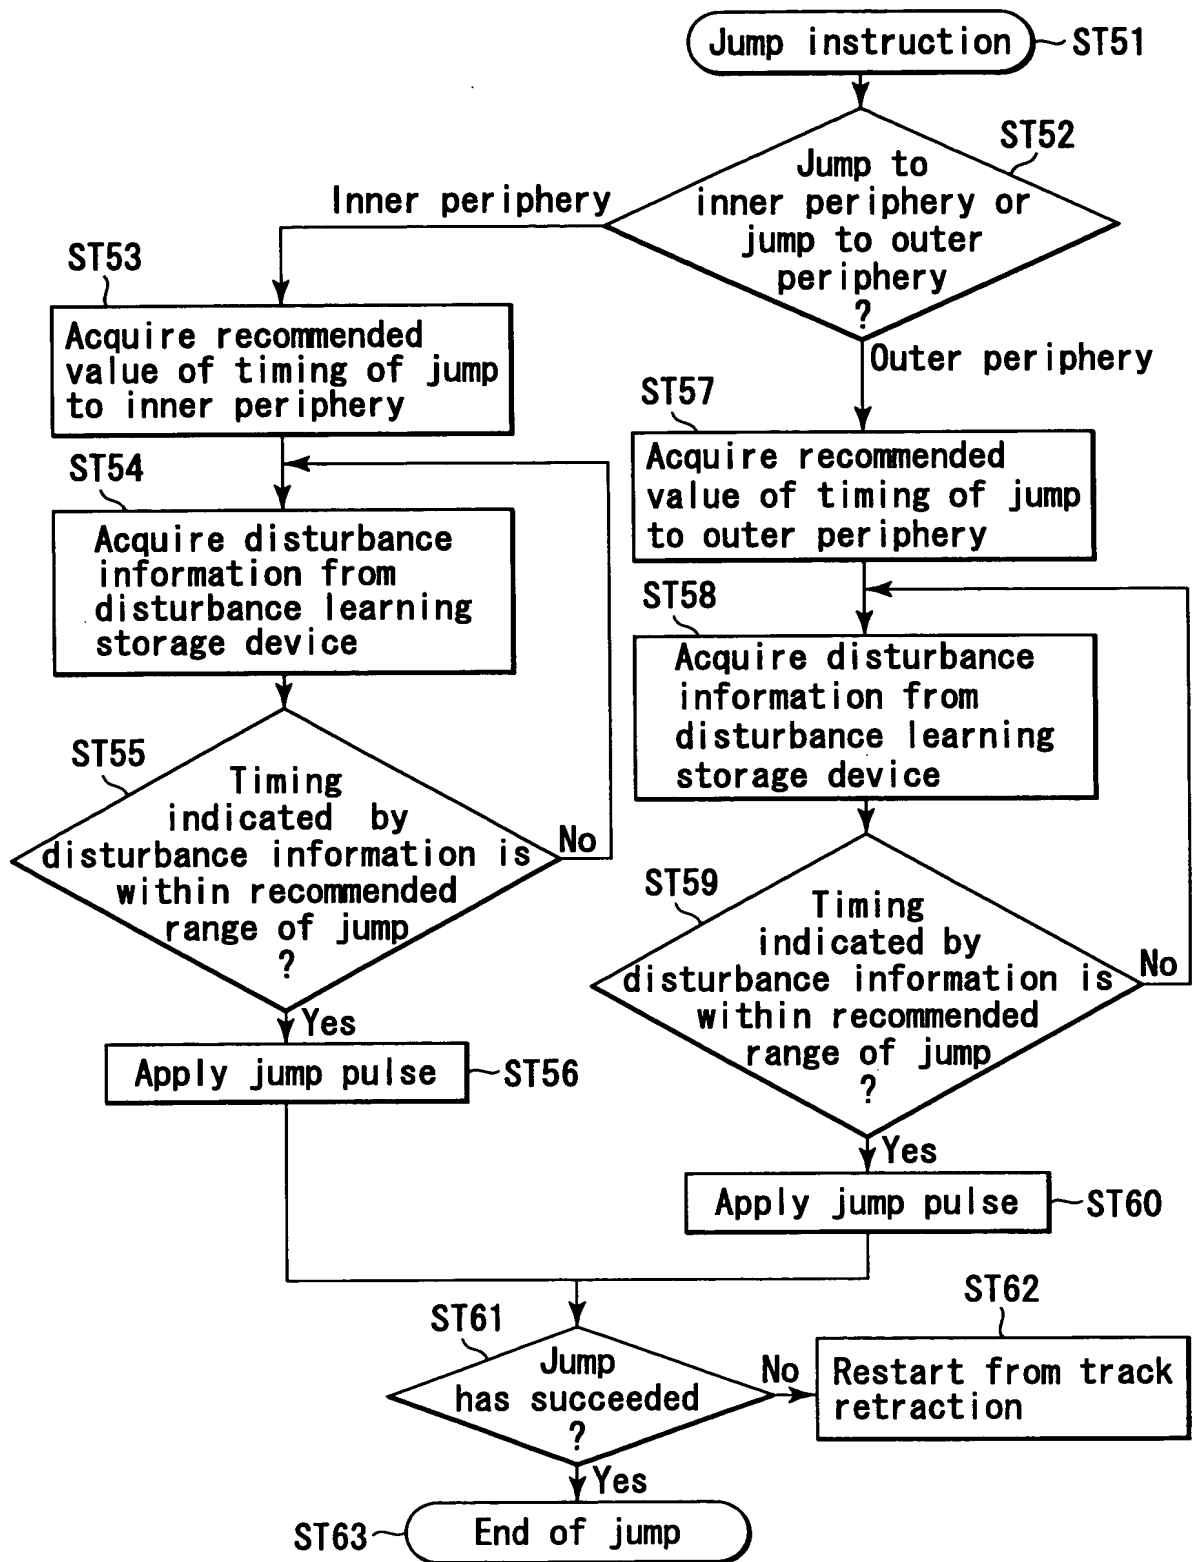 Jump instruction
ST51
ST52
Jump to
inner periphery or
jump to outer
periphery
?
Inner periphery
Outer periphery
ST53
Acquire recommended
value of timing of jump
to inner periphery
ST54
Acquire disturbance
information from
disturbance learning
storage device
ST55
Timing
indicated by
disturbance information is
within recommended
range of jump
?
No
Yes
Apply jump pulse
ST56
ST57
Acquire recommended
value of timing of jump
to outer periphery
ST58
Acquire disturbance
information from
disturbance learning
storage device
ST59
Timing
indicated by
disturbance information is
within recommended
range of jump
?
No
Yes
Apply jump pulse
ST60
ST61
Jump
has succeeded
?
No
ST62
Restart from track
retraction
Yes
ST63
End of jump